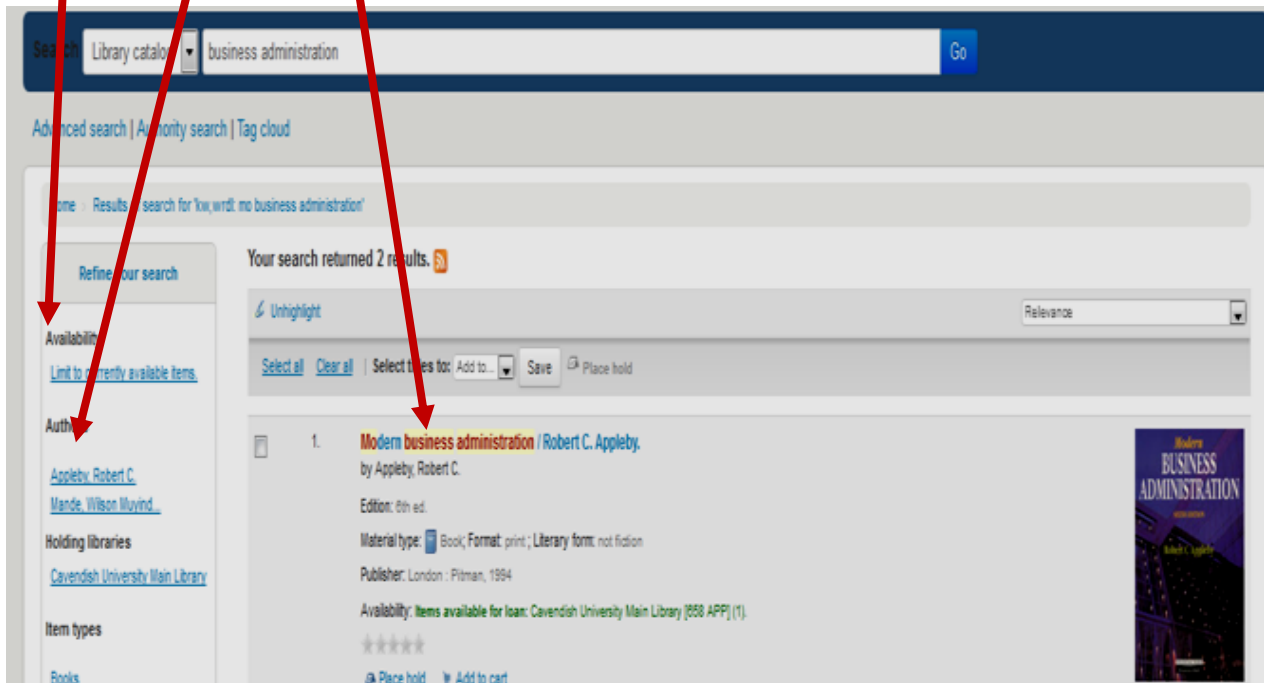 Search Library catalog business administration Go
Advanced search | Authority search | Tag cloud
Home › Results search for 'kw,wrdl: mo business administration'
Refine your search
Availability
Limit to currently available items.
Authors
Appleby, Robert C.
Mande, Wilson Muyind...
Holding libraries
Cavendish University Main Library
Item types
Books
Your search returned 2 results.
Unhighlight Relevance
Select all Clear all | Select titles to: Add to... Save Place hold
1. Modern business administration / Robert C. Appleby.
by Appleby, Robert C.
Edition: 6th ed.
Material type: Book; Format: print ; Literary form: not fiction
Publisher: London : Pitman, 1994
Availability: Items available for loan: Cavendish University Main Library [658 APP] (1).
Place hold Add to cart
Modern
BUSINESS
ADMINISTRATION
Robert C. Appleby